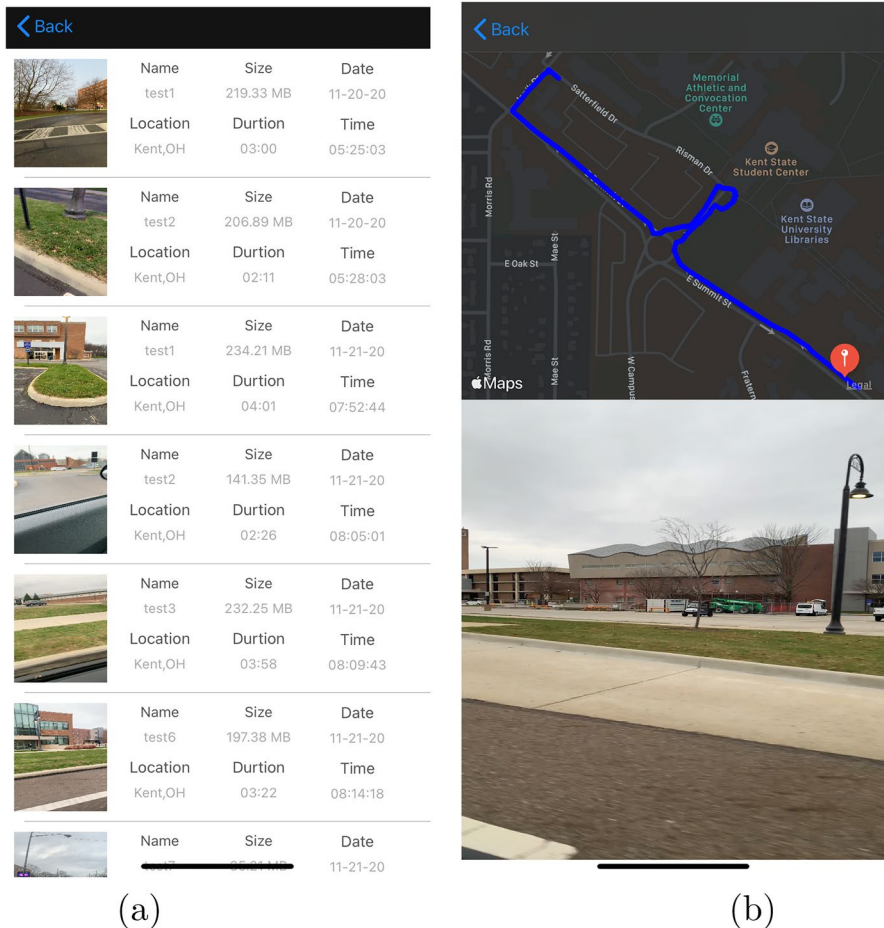 Back
Name Size Date
test1 219.33 MB 11-20-20
Location Durtion Time
Kent,OH 03:00 05:25:03
Name Size Date
test2 206.89 MB 11-20-20
Location Durtion Time
Kent,OH 02:11 05:28:03
Name Size Date
test1 234.21 MB 11-21-20
Location Durtion Time
Kent,OH 04:01 07:52:44
Name Size Date
test2 141.35 MB 11-21-20
Location Durtion Time
Kent,OH 02:26 08:05:01
Name Size Date
test3 232.25 MB 11-21-20
Location Durtion Time
Kent,OH 03:58 08:09:43
Name Size Date
test6 197.38 MB 11-21-20
Location Durtion Time
Kent,OH 03:22 08:14:18
Name Size Date
11-21-20
(a)
Back
Memorial
Athletic and
Convocation
Center
Satterfield Dr
Risman Dr
Kent State
Student Center
Kent State
University
Libraries
Morris Rd
Mae St
E Oak St
E Summit St
Morris Rd
Mae St
W Campus
Fratern
Maps
Legal
(b)